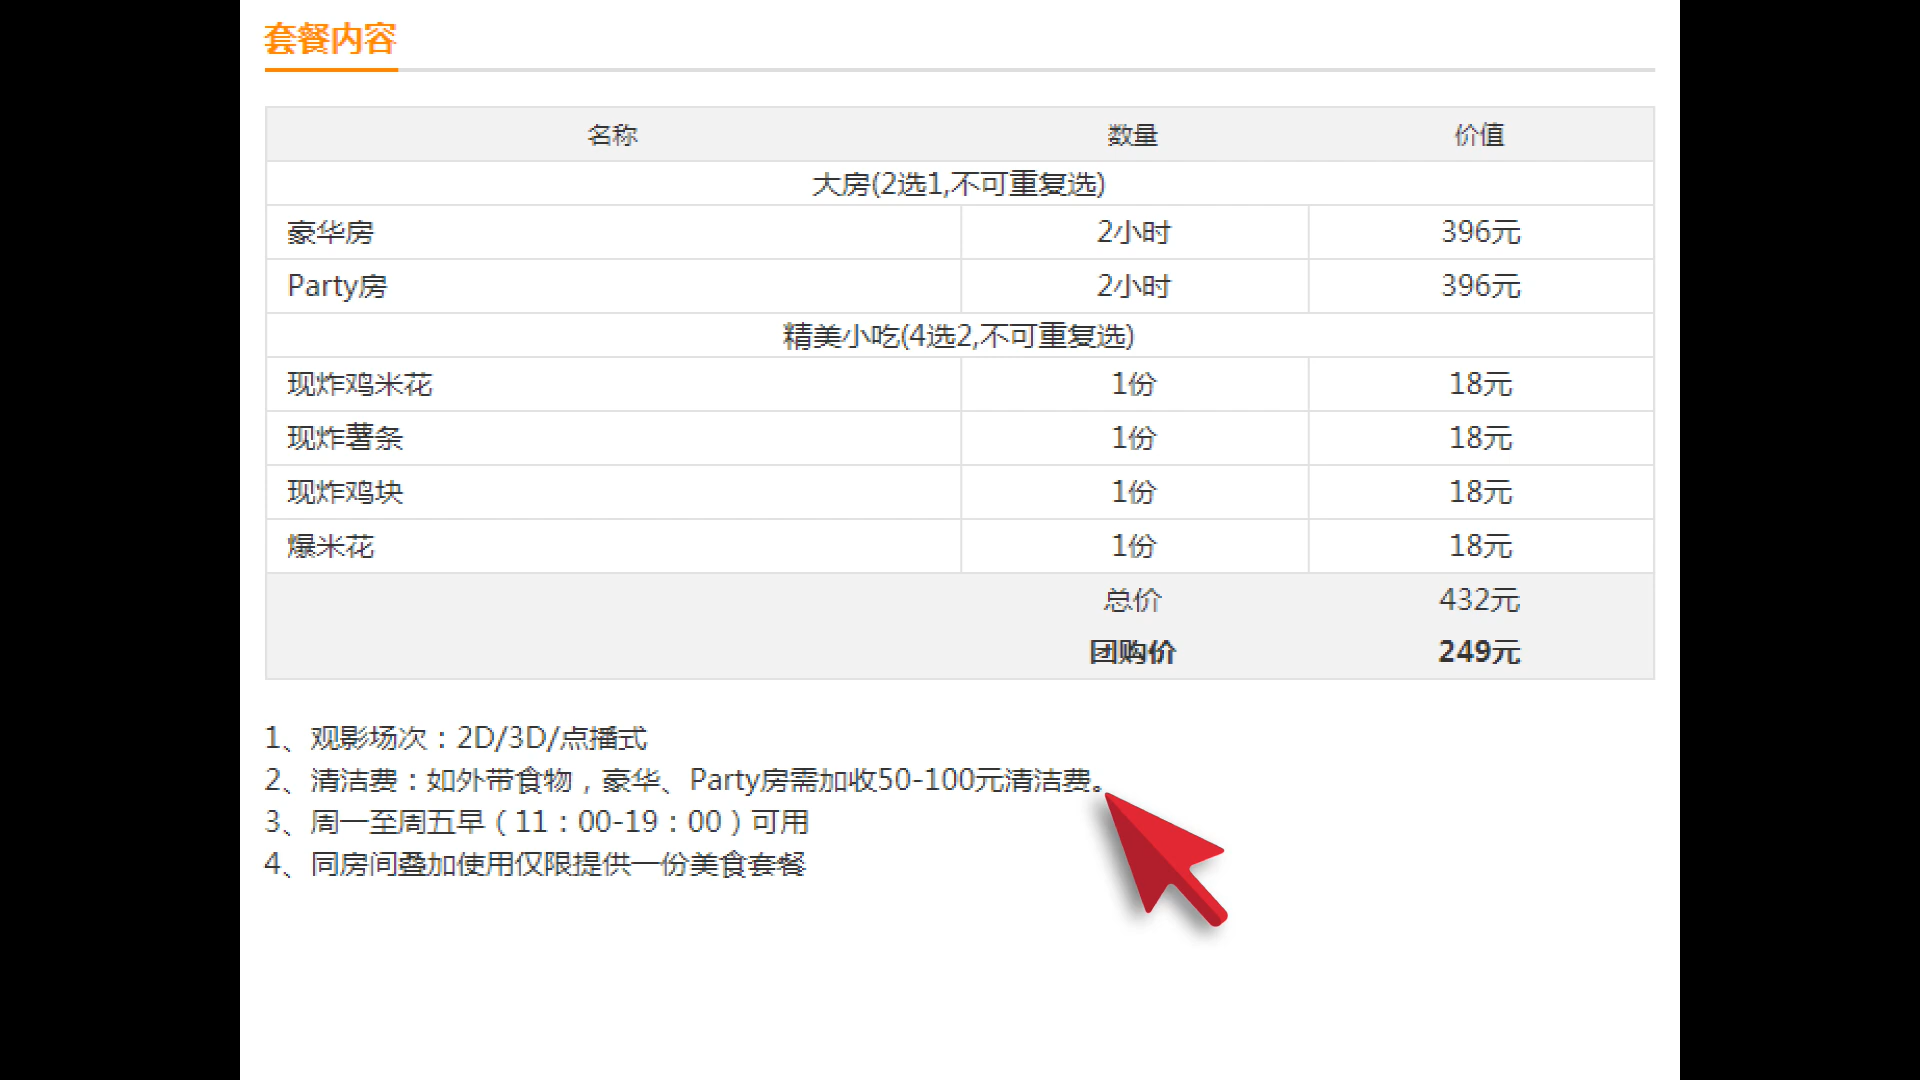 套餐内容
名称 数量 价值
大房(2选1,不可重复选)
豪华房 2小时 396元
Party房 2小时 396元
精美小吃(4选2,不可重复选)
现炸鸡米花 1份 18元
现炸薯条 1份 18元
现炸鸡块 1份 18元
爆米花 1份 18元
总价 432元
团购价 249元
1、观影场次：2D/3D/点播式
2、清洁费：如外带食物，豪华、Party房需加收50-100元清洁费。
3、周一至周五早（11：00-19：00）可用
4、同房间叠加使用仅限提供一份美食套餐